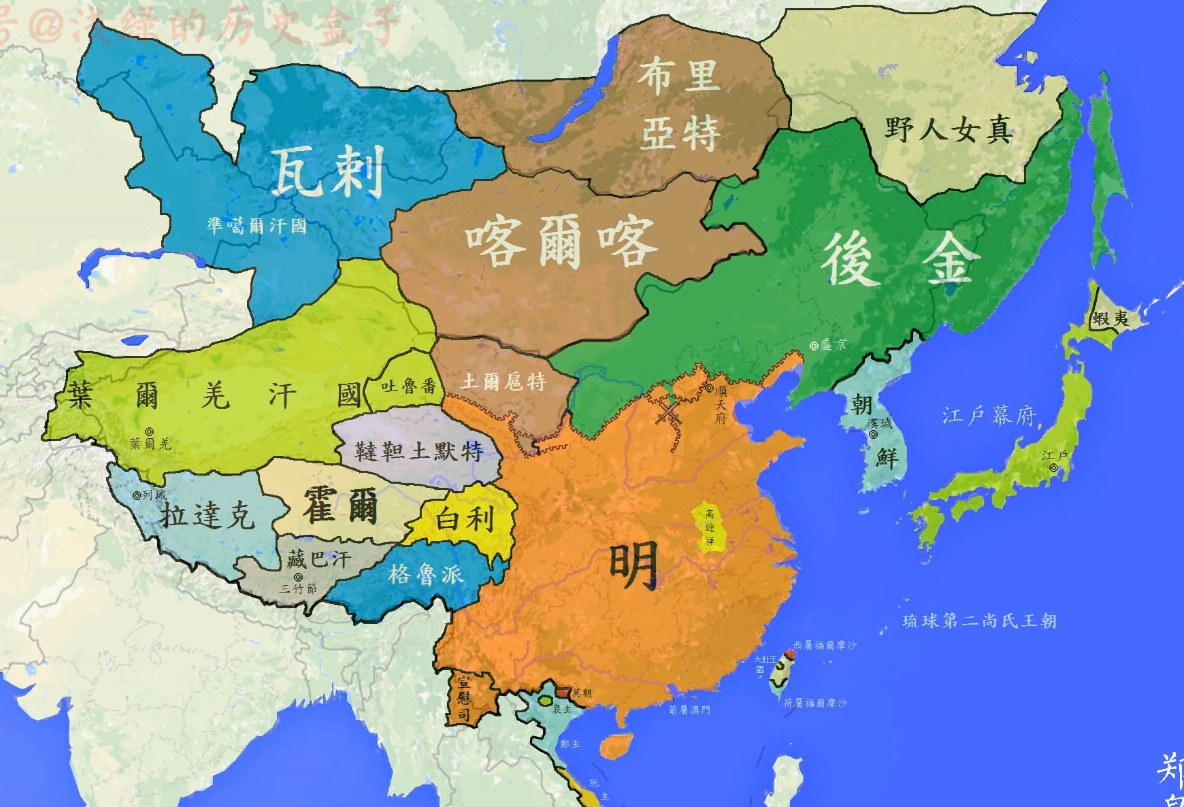 号@浅绿的历史盒子
布里
亞特
野人女真
瓦剌
準噶爾汗國
喀爾喀
後金
蝦夷
盛京
土爾扈特
葉爾羌汗國
吐魯番
葉爾羌
順天府
朝鮮
漢城
江戶幕府
江戶
韃靼土默特
列城
拉達克
霍爾
白利
高迎祥
明
藏巴汗
三竹節
格魯派
琉球第二尚氏王朝
西屬福爾摩沙
大肚王國
荷屬福爾摩沙
宣慰司
莫朝
裒主
葡屬澳門
鄭主
阮主
郑